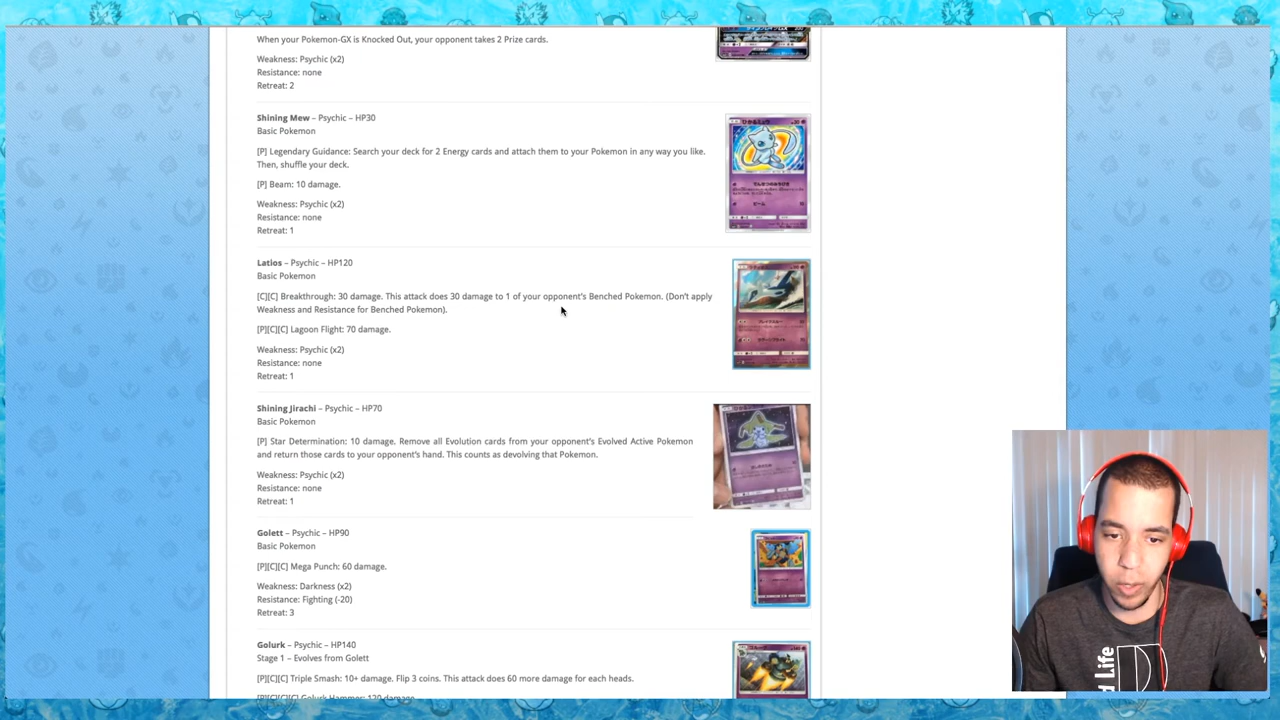 When your Pokemon-GX is Knocked Out, your opponent takes 2 Prize cards.
Weakness: Psychic (x2)
Resistance: none
Retreat: 2
Shining Mew – Psychic – HP30
Basic Pokemon
[P] Legendary Guidance: Search your deck for 2 Energy cards and attach them to your Pokemon in any way you like.
Then, shuffle your deck.
[P] Beam: 10 damage.
Weakness: Psychic (x2)
Resistance: none
Retreat: 1
Latios – Psychic – HP120
Basic Pokemon
[C][C] Breakthrough: 30 damage. This attack does 30 damage to 1 of your opponent's Benched Pokemon. (Don't apply
Weakness and Resistance for Benched Pokemon).
[P][C][C] Lagoon Flight: 70 damage.
Weakness: Psychic (x2)
Resistance: none
Retreat: 1
Shining Jirachi – Psychic – HP70
Basic Pokemon
[P] Star Determination: 10 damage. Remove all Evolution cards from your opponent's Evolved Active Pokemon
and return those cards to your opponent's hand. This counts as devolving that Pokemon.
Weakness: Psychic (x2)
Resistance: none
Retreat: 1
Golett – Psychic – HP90
Basic Pokemon
[P][C][C] Mega Punch: 60 damage.
Weakness: Darkness (x2)
Resistance: Fighting (-20)
Retreat: 3
Golurk – Psychic – HP140
Stage 1 – Evolves from Golett
[P][C][C] Triple Smash: 10+ damage. Flip 3 coins. This attack does 60 more damage for each heads.
[P][C][C][C] Golurk Hammer: 120 damage.
d Life